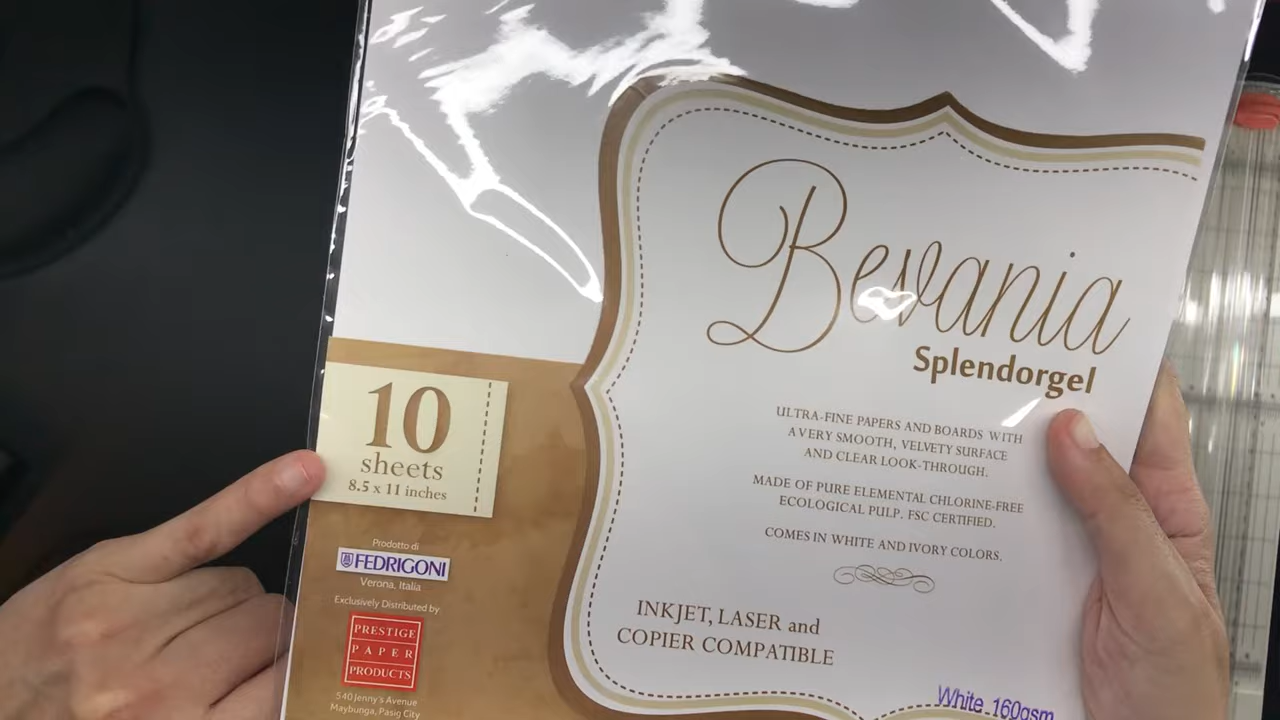 Bevania
Splendorgel
ULTRA-FINE PAPERS AND BOARDS WITH
A VERY SMOOTH, VELVETY SURFACE
AND CLEAR LOOK-THROUGH.
MADE OF PURE ELEMENTAL CHLORINE-FREE
ECOLOGICAL PULP. FSC CERTIFIED.
COMES IN WHITE AND IVORY COLORS.
INKJET, LASER and
COPIER COMPATIBLE
White 160gsm
10
sheets
8.5 x 11 inches
Prodotto di
FEDRIGONI
Verona, Italia
Exclusively Distributed by
PRESTIGE
PAPER
PRODUCTS
540 Jenny's Avenue
Maybunga, Pasig City